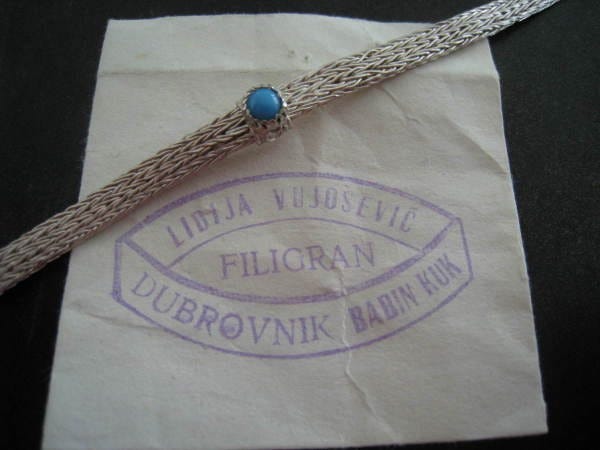 LIDIJA VUJOŠEVIĆ
FILIGRAN
DUBROVNIK BABIN KUK